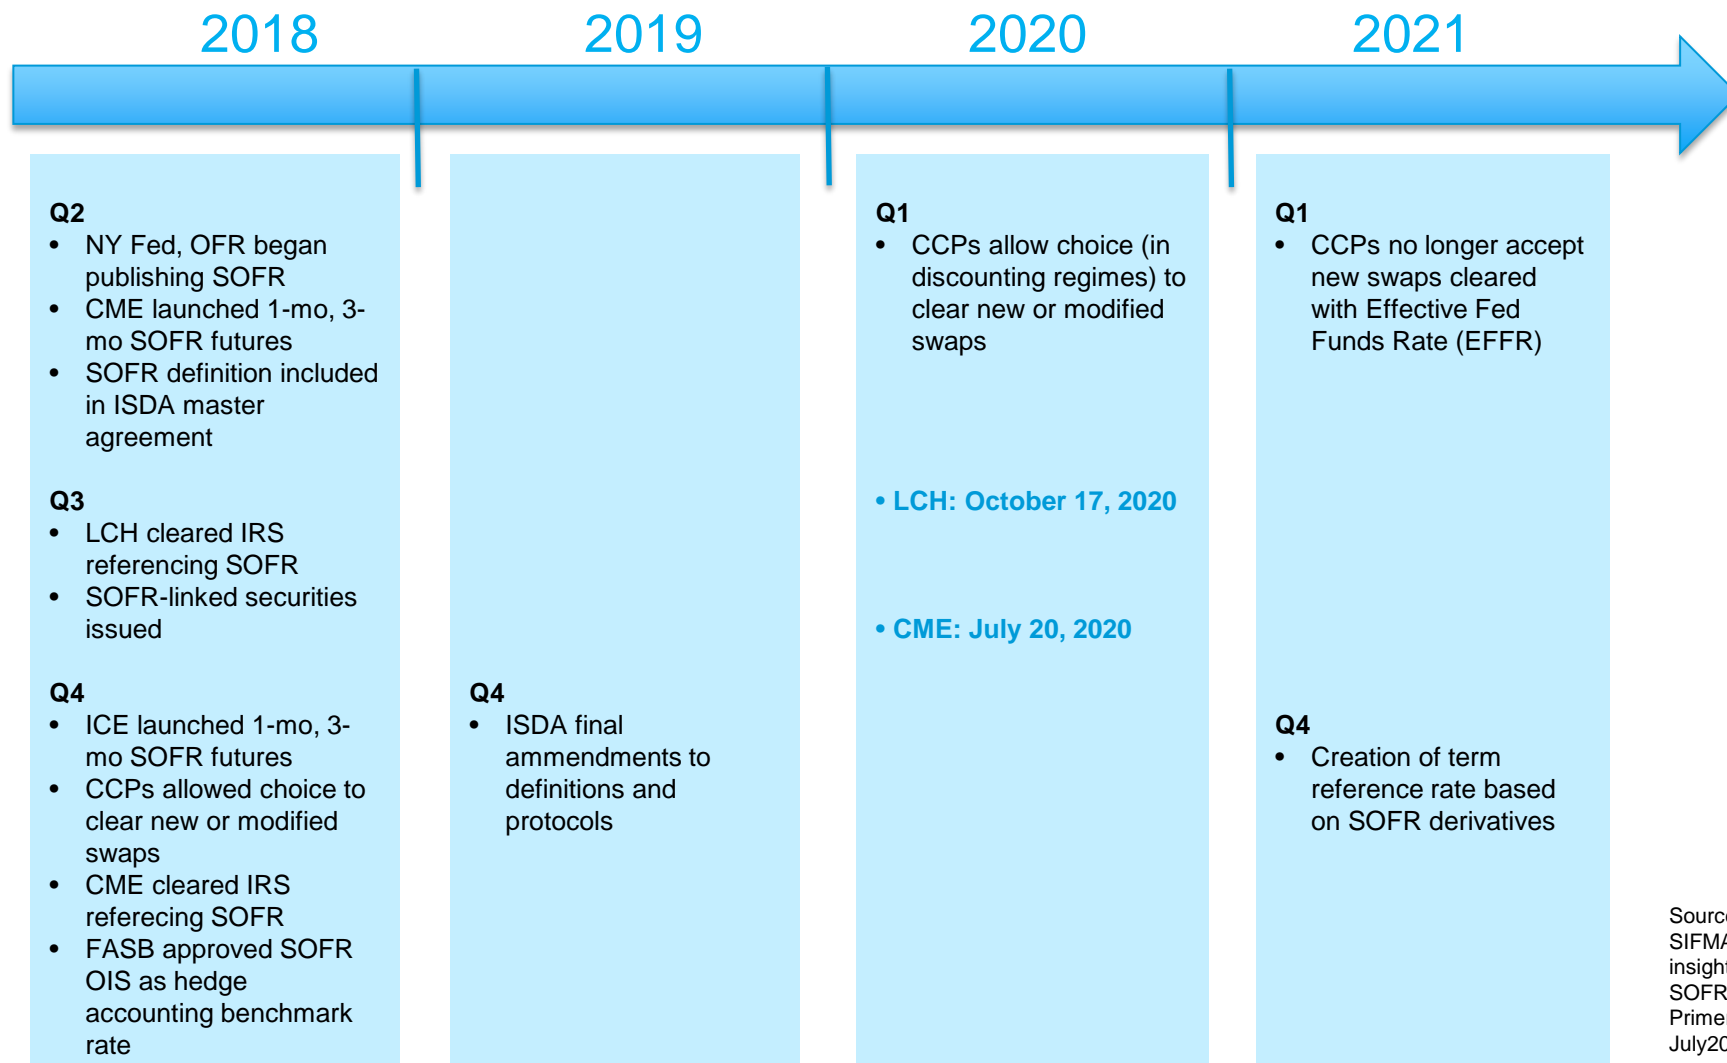 2018
2019
2020
2021
Q2
• NY Fed, OFR began
publishing SOFR
• CME launched 1-mo, 3-
mo SOFR futures
• SOFR definition included
in ISDA master
agreement
Q3
• LCH cleared IRS
referencing SOFR
• SOFR-linked securities
issued
Q4
• ICE launched 1-mo, 3-
mo SOFR futures
• CCPs allowed choice to
clear new or modified
swaps
• CME cleared IRS
referecing SOFR
• FASB approved SOFR
OIS as hedge
accounting benchmark
rate
Q4
• ISDA final
ammendments to
definitions and
protocols
Q1
• CCPs allow choice (in
discounting regimes) to
clear new or modified
swaps
• LCH: October 17, 2020
• CME: July 20, 2020
Q1
• CCPs no longer accept
new swaps cleared
with Effective Fed
Funds Rate (EFFR)
Q4
• Creation of term
reference rate based
on SOFR derivatives
Source
SIFMA
insight
SOFR
Primer
July20